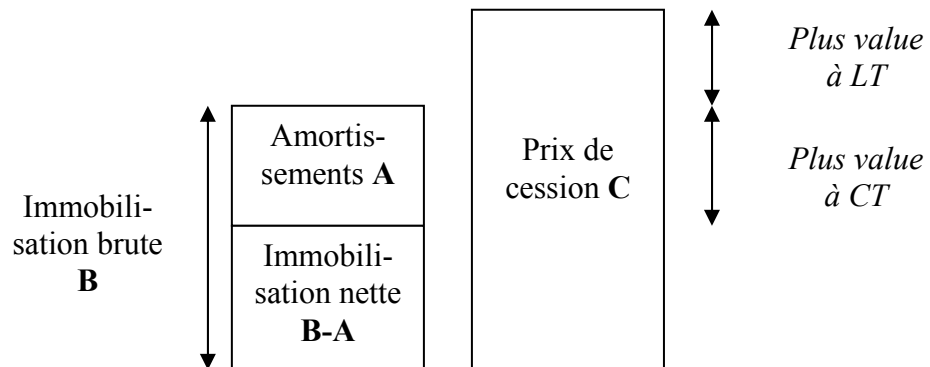 Immobili-
sation brute
B
Amortis-
sements A
Immobili-
sation nette
B-A
Prix de
cession C
Plus value
à LT
Plus value
à CT